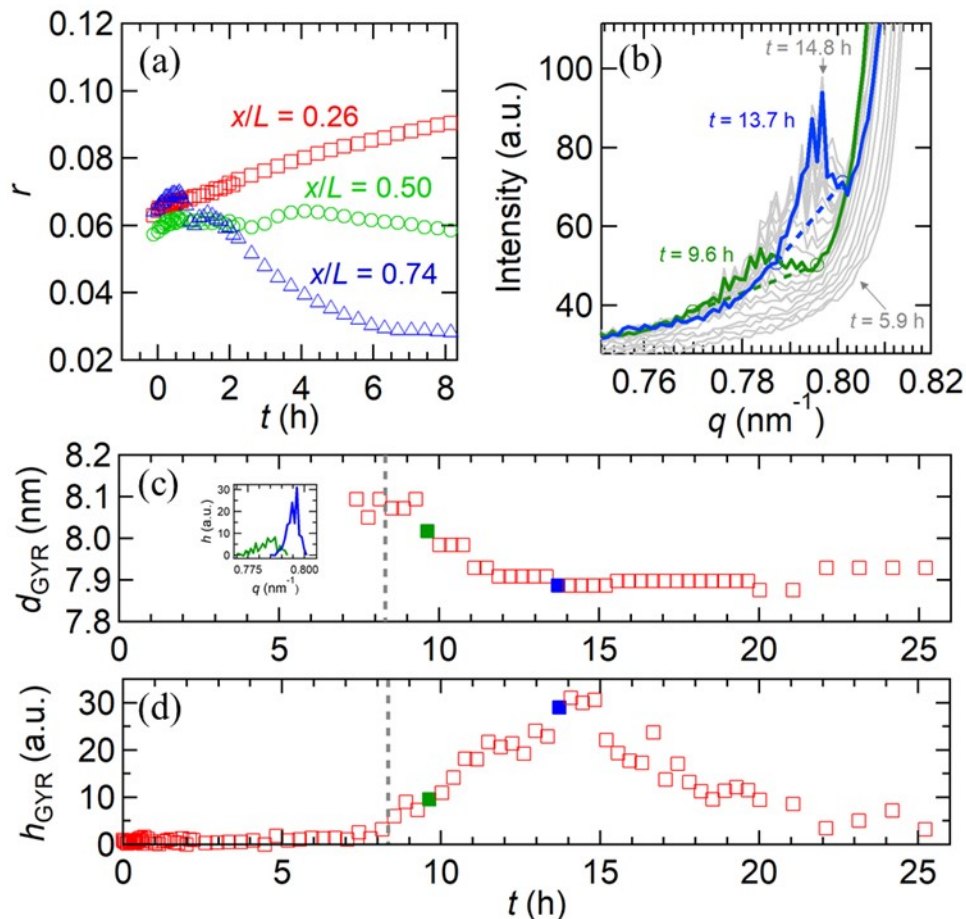 (a)
0.12
0.10
0.08
0.06
0.04
0.02
r
x/L = 0.26
x/L = 0.50
x/L = 0.74
0 2 4 6 8
t (h)
(b)
100
80
60
40
Intensity (a.u.)
t = 14.8 h
t = 13.7 h
t = 9.6 h
t = 5.9 h
0.76 0.78 0.80 0.82
q (nm⁻¹)
(c)
8.2
8.1
8.0
7.9
7.8
d_GYR (nm)
h (a.u.)
30
20
10
0
0.775 0.800
q (nm⁻¹)
0 5 10 15 20 25
(d)
30
20
10
0
h_GYR (a.u.)
0 5 10 15 20 25
t (h)